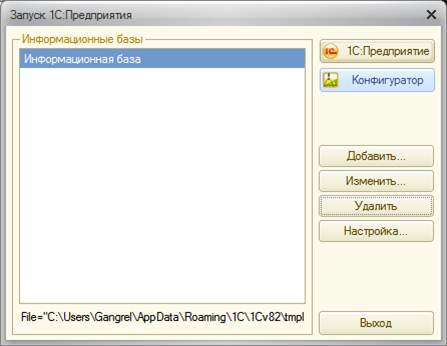 Запуск 1С:Предприятия
Информационные базы
Информационная база
1С:Предприятие
Конфигуратор
Добавить...
Изменить...
Удалить
Настройка...
File="C:\Users\Gangrel\AppData\Roaming\1C\1Cv82\tmpl
Выход